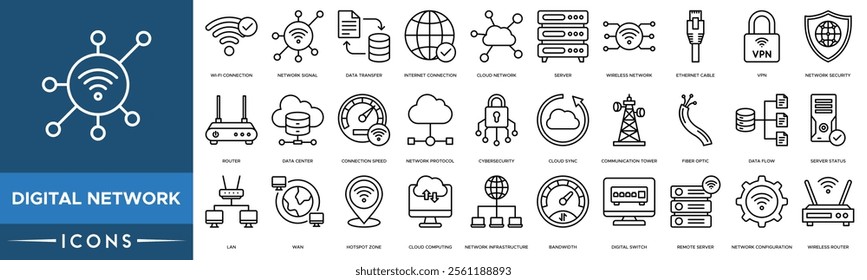 DIGITAL NETWORK
ICONS
WI-FI CONNECTION NETWORK SIGNAL DATA TRANSFER INTERNET CONNECTION CLOUD NETWORK SERVER WIRELESS NETWORK ETHERNET CABLE VPN VPN NETWORK SECURITY
ROUTER DATA CENTER CONNECTION SPEED NETWORK PROTOCOL CYBERSECURITY CLOUD SYNC COMMUNICATION TOWER FIBER OPTIC DATA FLOW SERVER STATUS
LAN WAN HOTSPOT ZONE CLOUD COMPUTING NETWORK INFRASTRUCTURE BANDWIDTH DIGITAL SWITCH REMOTE SERVER NETWORK CONFIGURATION WIRELESS ROUTER